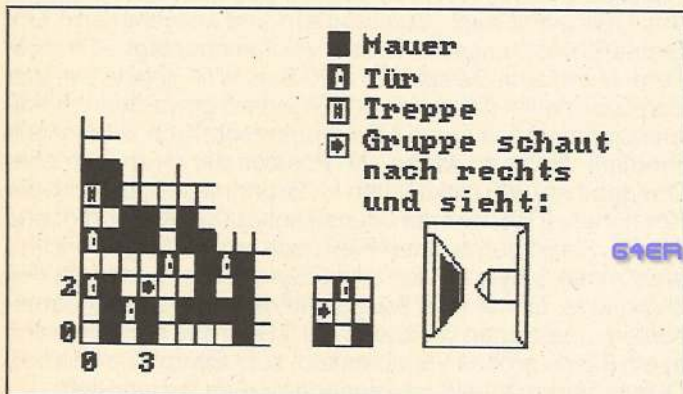 Mauer
Tür
Treppe
Gruppe schaut
nach rechts
und sieht:
64ER
2
0
0 3